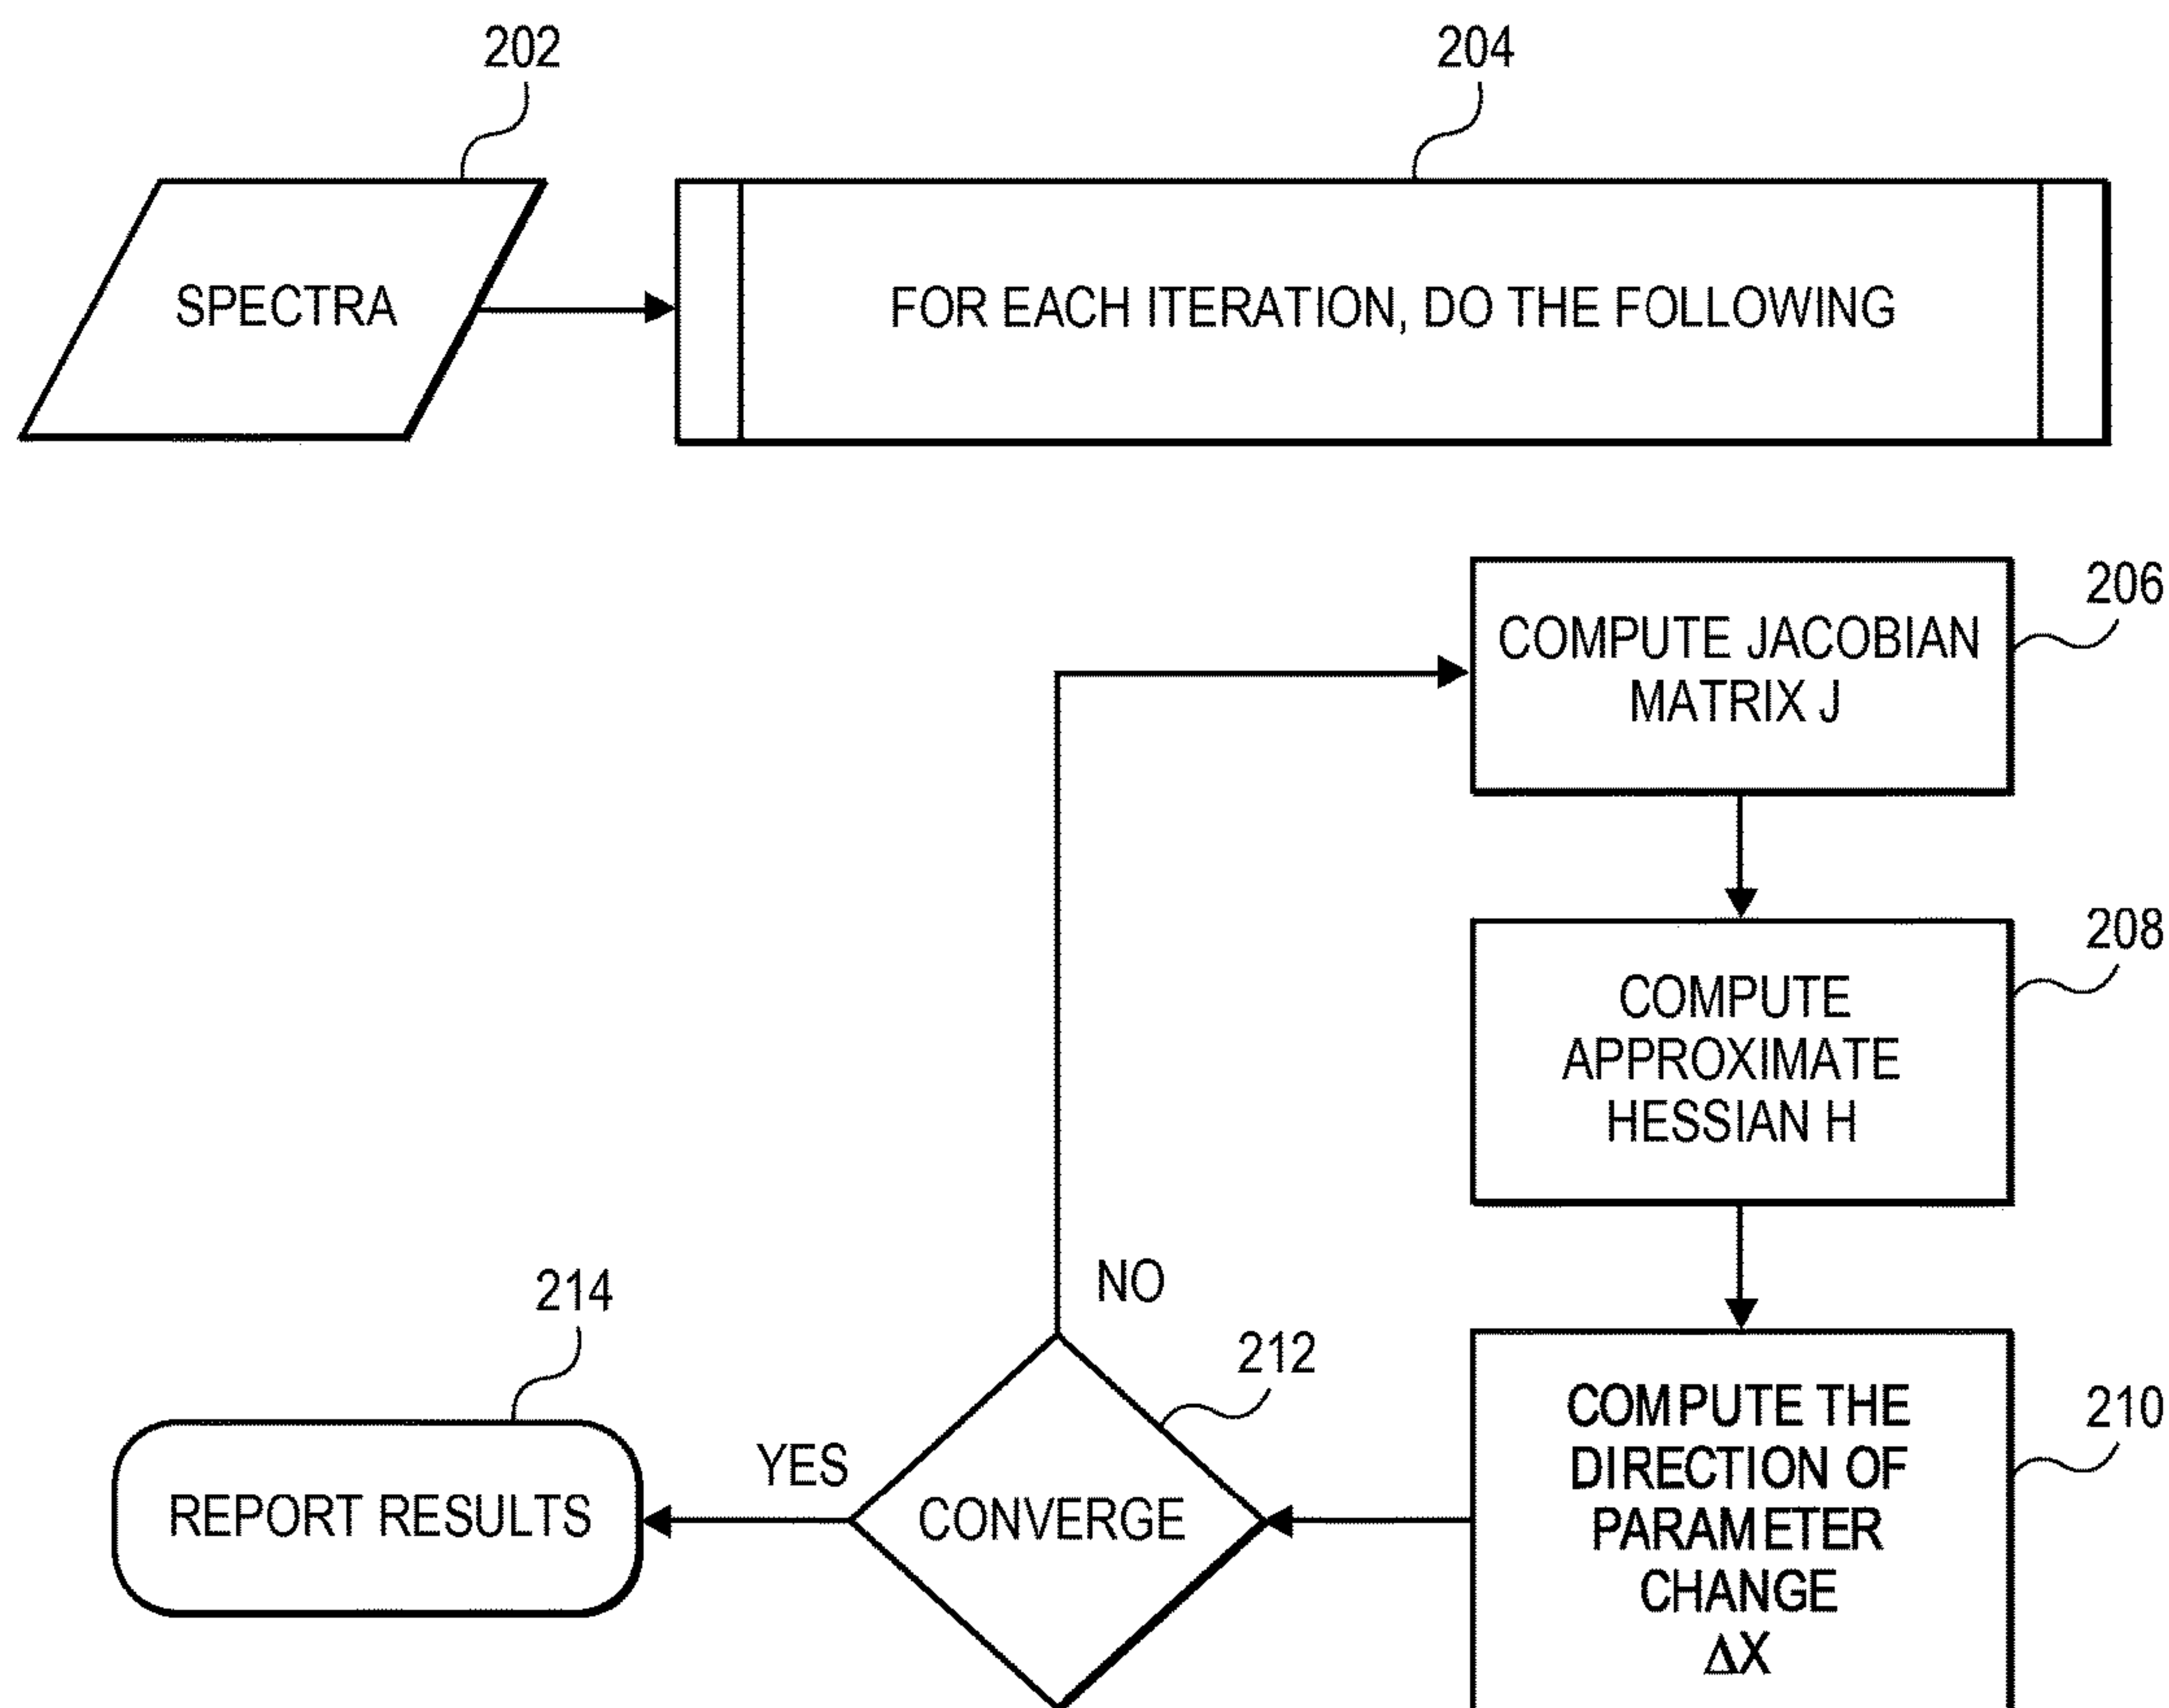 202
204
SPECTRA
FOR EACH ITERATION, DO THE FOLLOWING
206
COMPUTE JACOBIAN
MATRIX J
208
COMPUTE
APPROXIMATE
HESSIAN H
NO
214
212
210
COMPUTE THE
DIRECTION OF
PARAMETER
CHANGE
ΔX
YES
CONVERGE
REPORT RESULTS